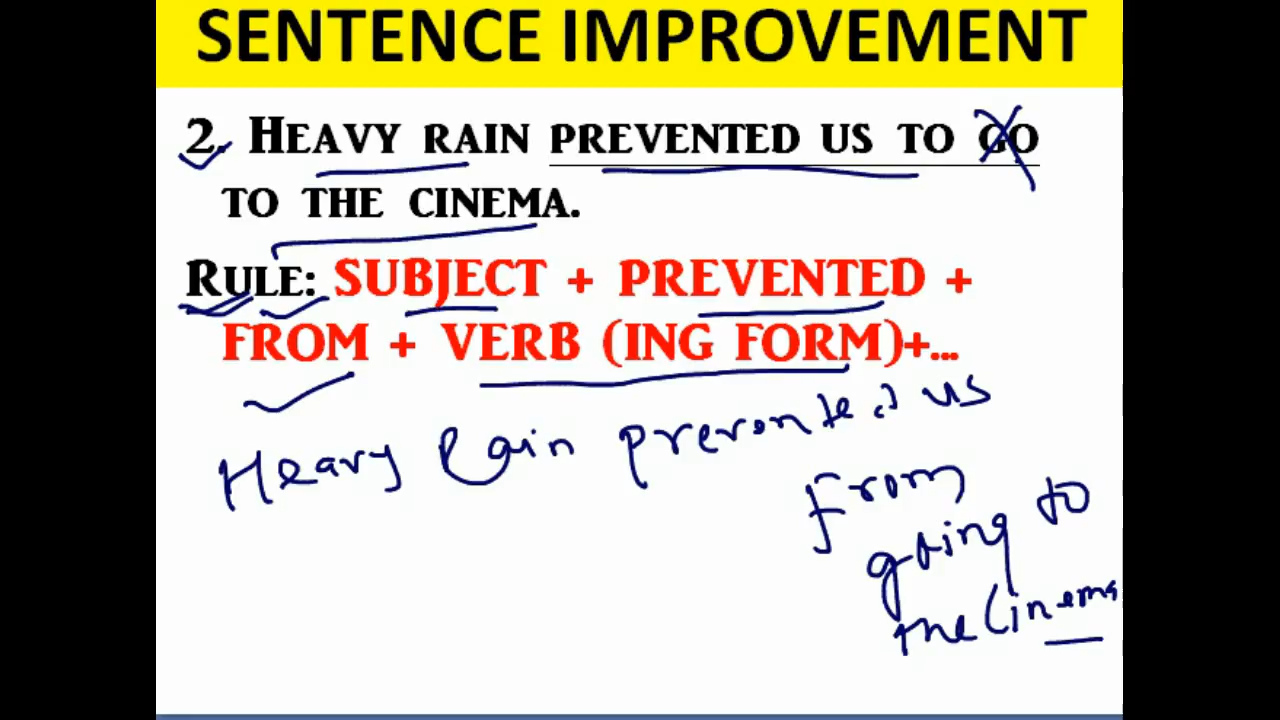 SENTENCE IMPROVEMENT
2. HEAVY RAIN PREVENTED US TO GO
TO THE CINEMA.
RULE: SUBJECT + PREVENTED +
FROM + VERB (ING FORM)+...
Heavy Rain prevented us
From
going to
the Cinema